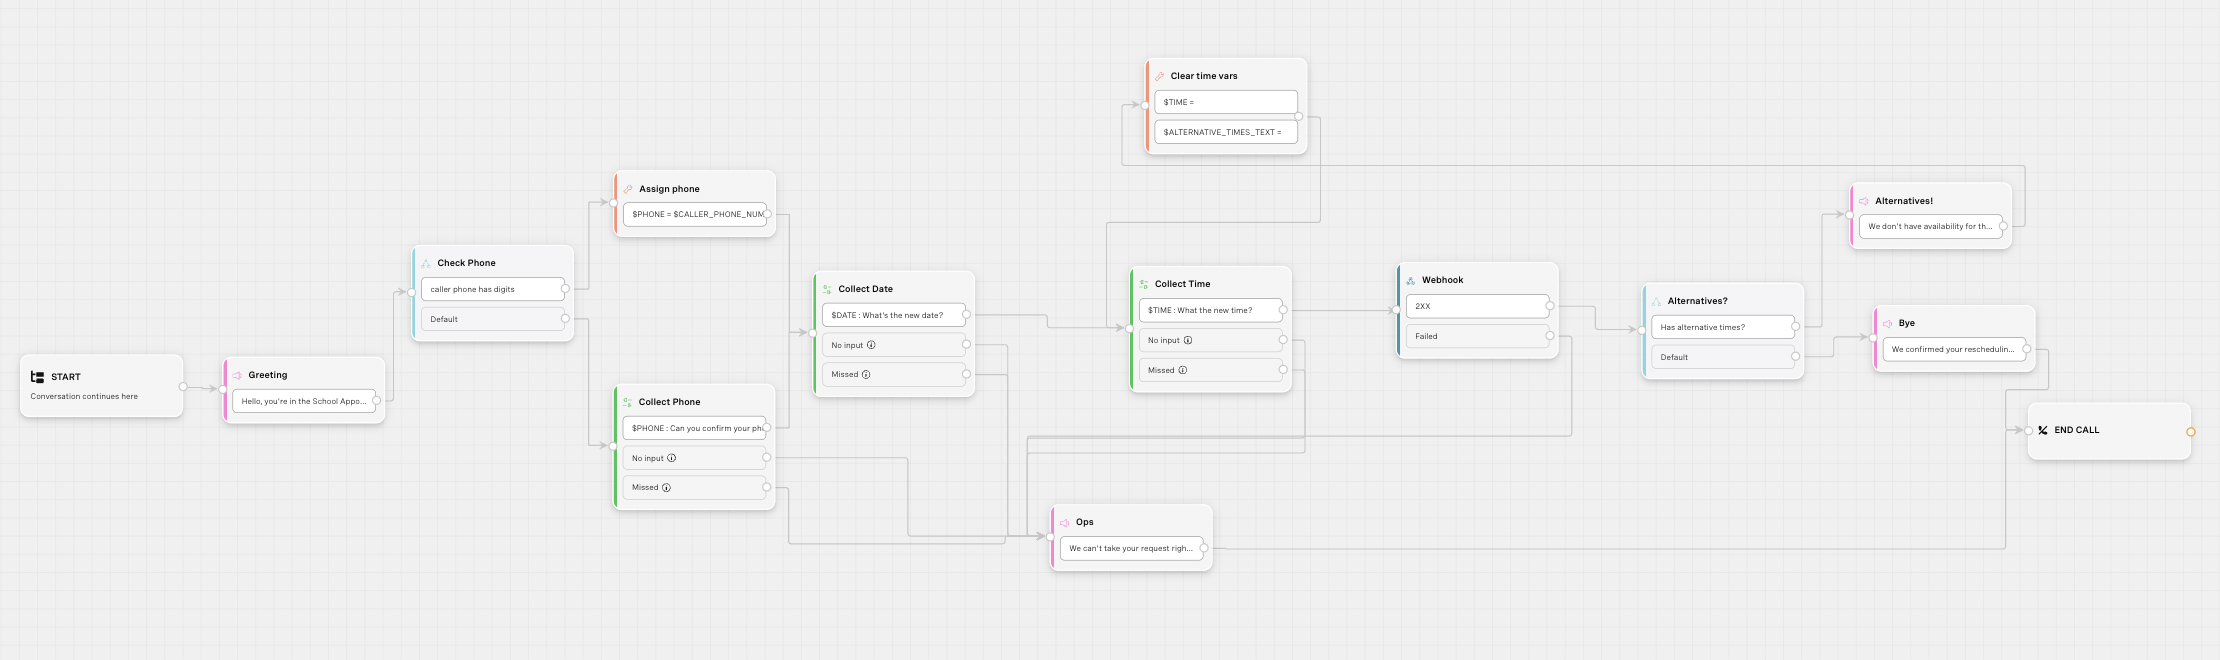 START
Conversation continues here
Greeting
Hello, you're in the School Appo...
Check Phone
caller phone has digits
Default
Assign phone
$PHONE = $CALLER_PHONE_NUM
Collect Phone
$PHONE : Can you confirm your ph
No input
Missed
Collect Date
$DATE : What's the new date?
No input
Missed
Clear time vars
$TIME =
$ALTERNATIVE_TIMES_TEXT =
Collect Time
$TIME : What the new time?
No input
Missed
Ops
We can't take your request righ...
Webhook
2XX
Failed
Alternatives?
Has alternative times?
Default
Alternatives!
We don't have availability for th...
Bye
We confirmed your reschedulin...
END CALL